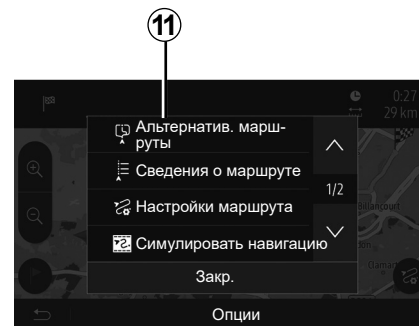 11
0:27
29 km
Альтернатив. марш-
руты
Сведения о маршруте
1/2
Настройки маршрута
Симулировать навигацию
Закр.
Опции